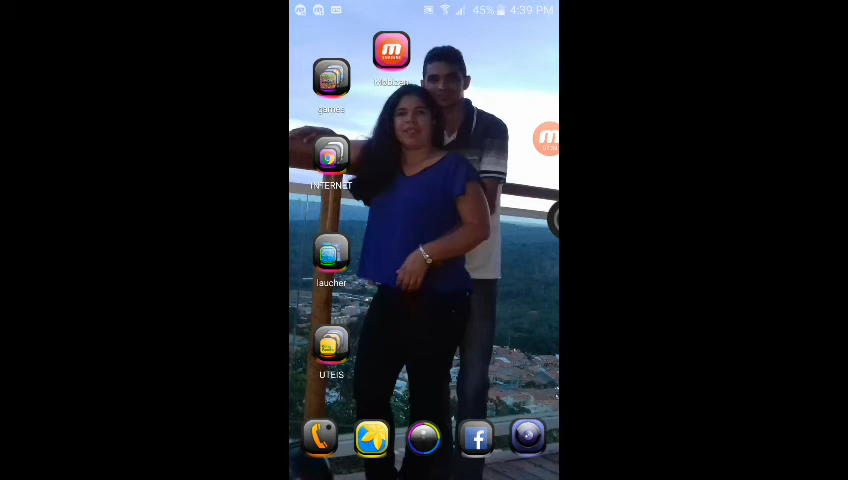 45% 4:39 PM
m
Mobizen
games
m
INTERNET
laucher
UTEIS
f